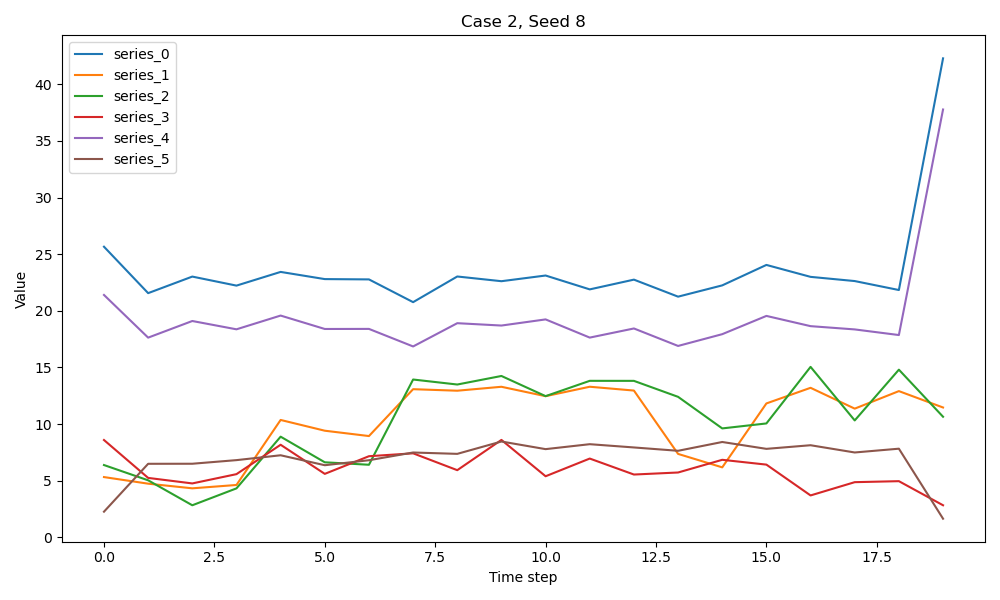 Case 2, Seed 8
series_0
series_1
series_2
series_3
series_4
series_5
Value
40
35
30
25
20
15
10
5
0
0.0 2.5 5.0 7.5 10.0 12.5 15.0 17.5
Time step